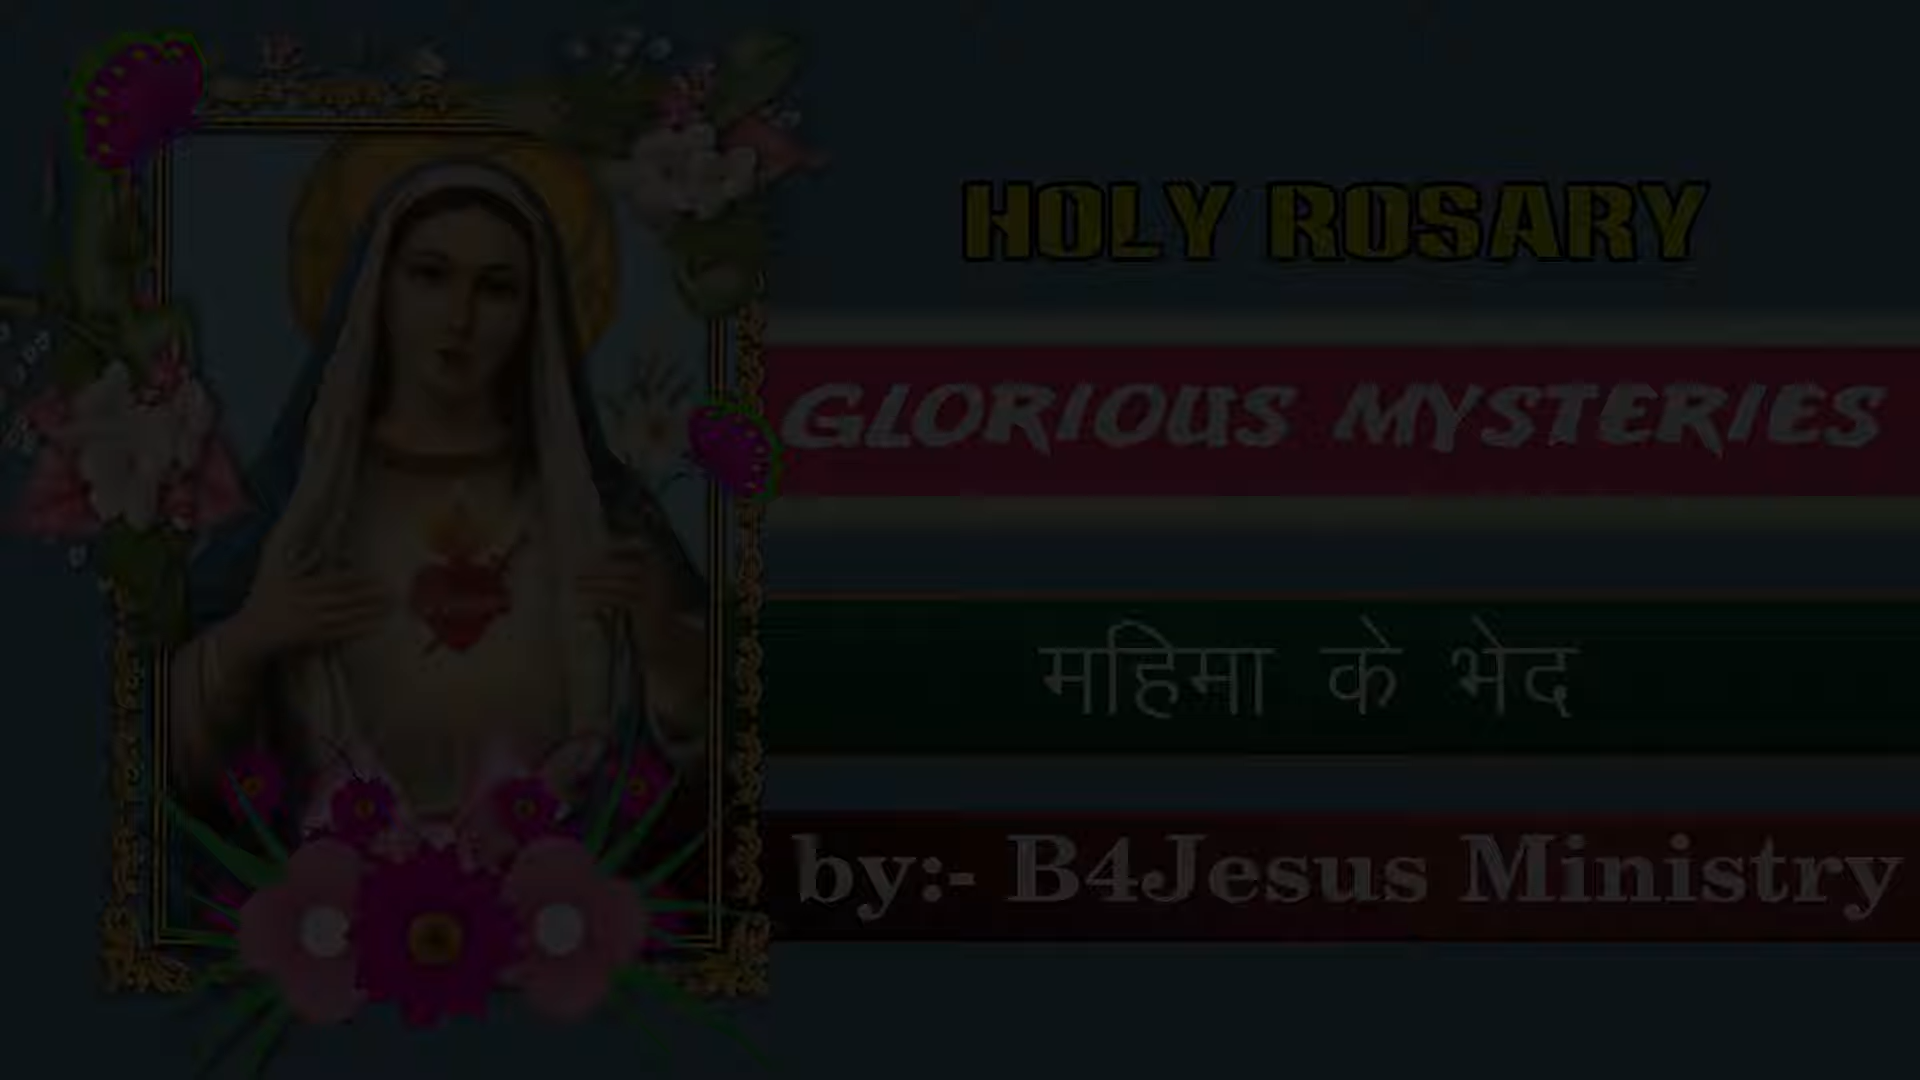 HOLY ROSARY
GLORIOUS MYSTERIES
महिमा के भेद
by:- B4Jesus Ministry